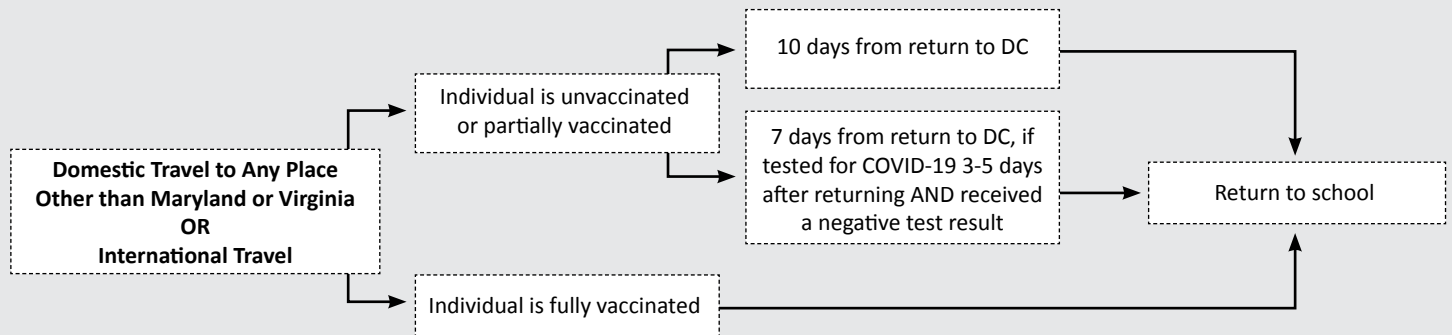 Domestic Travel to Any Place
Other than Maryland or Virginia
OR
International Travel
Individual is unvaccinated
or partially vaccinated
10 days from return to DC
7 days from return to DC, if
tested for COVID-19 3-5 days
after returning AND received
a negative test result
Individual is fully vaccinated
Return to school